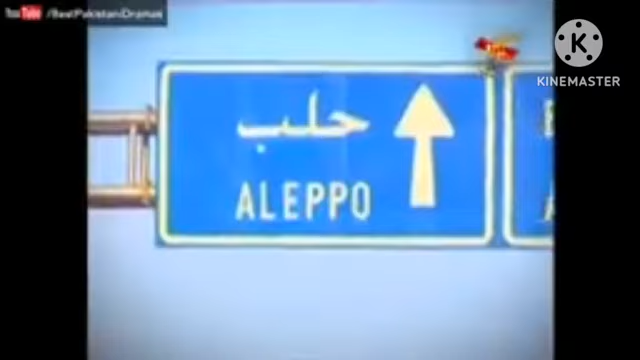 YouTube /BestPakistaniDramas
KINEMASTER
حلب
ALEPPO